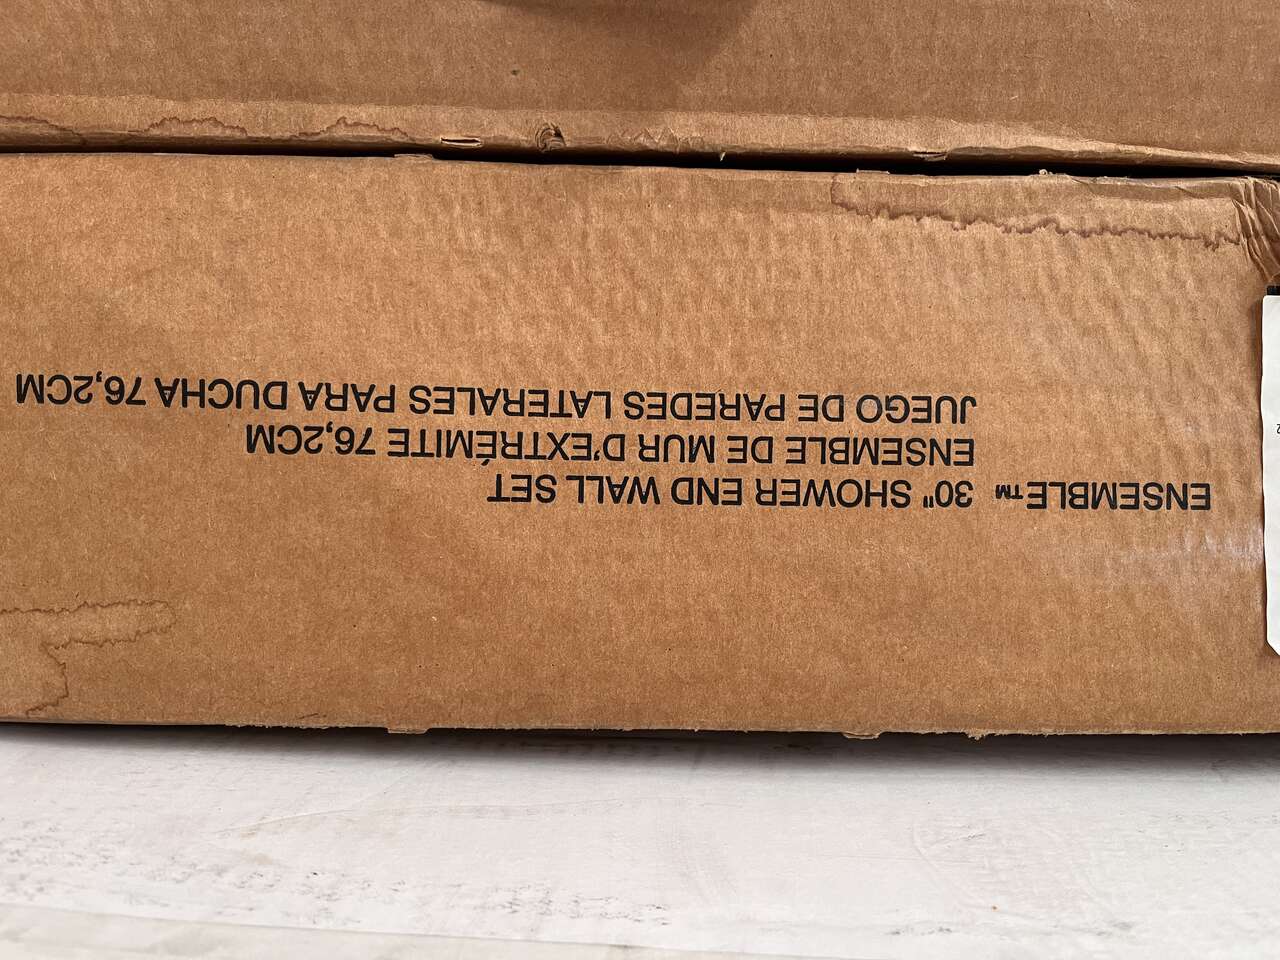 ENSEMBLE™ 30" SHOWER END WALL SET
ENSEMBLE DE MUR D'EXTRÉMITE 76,2CM
JUEGO DE PAREDES LATERALES PARA DUCHA 76,2CM